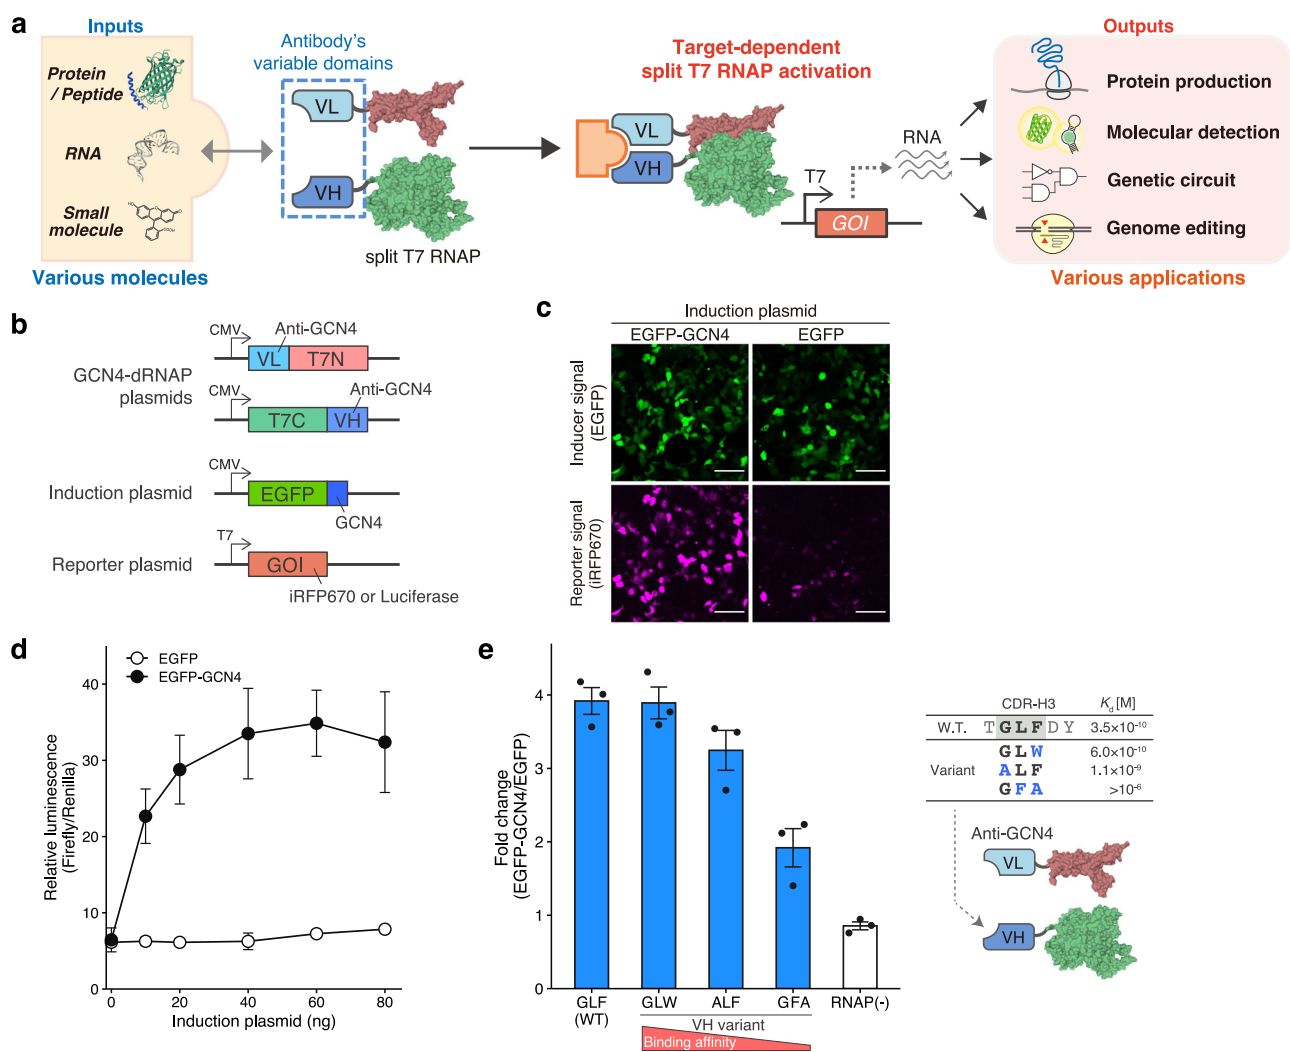 a
Inputs
Protein
/ Peptide
RNA
Small
molecule
Various molecules
Antibody's
variable domains
VL
VH
split T7 RNAP
Target-dependent
split T7 RNAP activation
VL
VH
T7
GOI
RNA
Outputs
Protein production
Molecular detection
Genetic circuit
Genome editing
Various applications
b
GCN4-dRNAP
plasmids
CMV
Anti-GCN4
VL
T7N
CMV
Anti-GCN4
T7C
VH
Induction plasmid
CMV
EGFP
GCN4
Reporter plasmid
T7
GOI
iRFP670 or Luciferase
c
Induction plasmid
EGFP-GCN4
EGFP
Inducer signal
(EGFP)
Reporter signal
(iRFP670)
d
EGFP
EGFP-GCN4
Relative luminescence
(Firefly/Renilla)
40
30
20
10
0
0 20 40 60 80
Induction plasmid (ng)
e
Fold change
(EGFP-GCN4/EGFP)
4
3
2
1
0
GLF
(WT)
GLW
ALF
GFA
RNAP(-)
VH variant
Binding affinity
CDR-H3
Kd [M]
W.T. T G L F D Y 3.5×10-10
Variant
G L W 6.0×10-10
A L F 1.1×10-9
G F A >10-6
Anti-GCN4
VL
VH